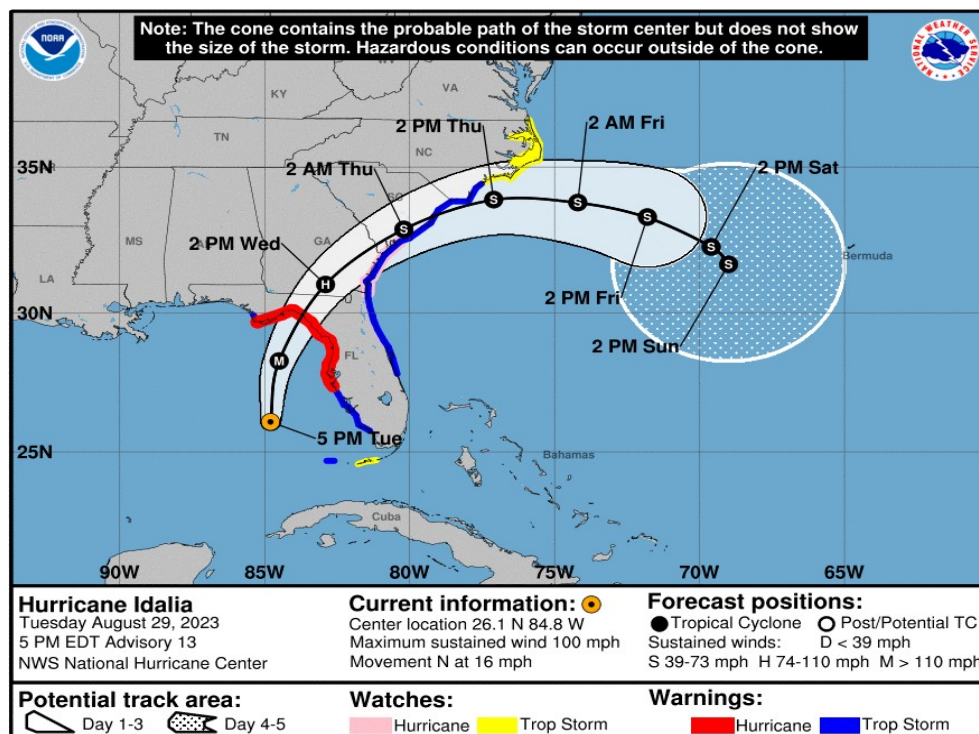 Note: The cone contains the probable path of the storm center but does not show
the size of the storm. Hazardous conditions can occur outside of the cone.
NOAA
NATIONAL WEATHER SERVICE
KY
VA
TN
NC
2 PM Thu
2 AM Fri
35N
2 AM Thu
2 PM Sat
SC
MS
GA
2 PM Wed
S
S
S
S
S
S
H
LA
Bermuda
2 PM Fri
30N
2 PM Sun
FL
M
5 PM Tue
25N
Bahamas
Cuba
90W
85W
80W
75W
70W
65W
Hurricane Idalia
Tuesday August 29, 2023
5 PM EDT Advisory 13
NWS National Hurricane Center
Current information:
Center location 26.1 N 84.8 W
Maximum sustained wind 100 mph
Movement N at 16 mph
Forecast positions:
Tropical Cyclone Post/Potential TC
Sustained winds: D < 39 mph
S 39-73 mph H 74-110 mph M > 110 mph
Potential track area:
Day 1-3 Day 4-5
Watches:
Hurricane Trop Storm
Warnings:
Hurricane Trop Storm